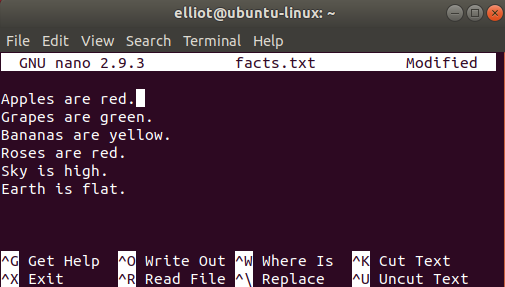 elliot@ubuntu-linux: ~
File Edit View Search Terminal Help
GNU nano 2.9.3 facts.txt Modified
Apples are red.
Grapes are green.
Bananas are yellow.
Roses are red.
Sky is high.
Earth is flat.
^G Get Help ^O Write Out ^W Where Is ^K Cut Text
^X Exit ^R Read File ^\ Replace ^U Uncut Text